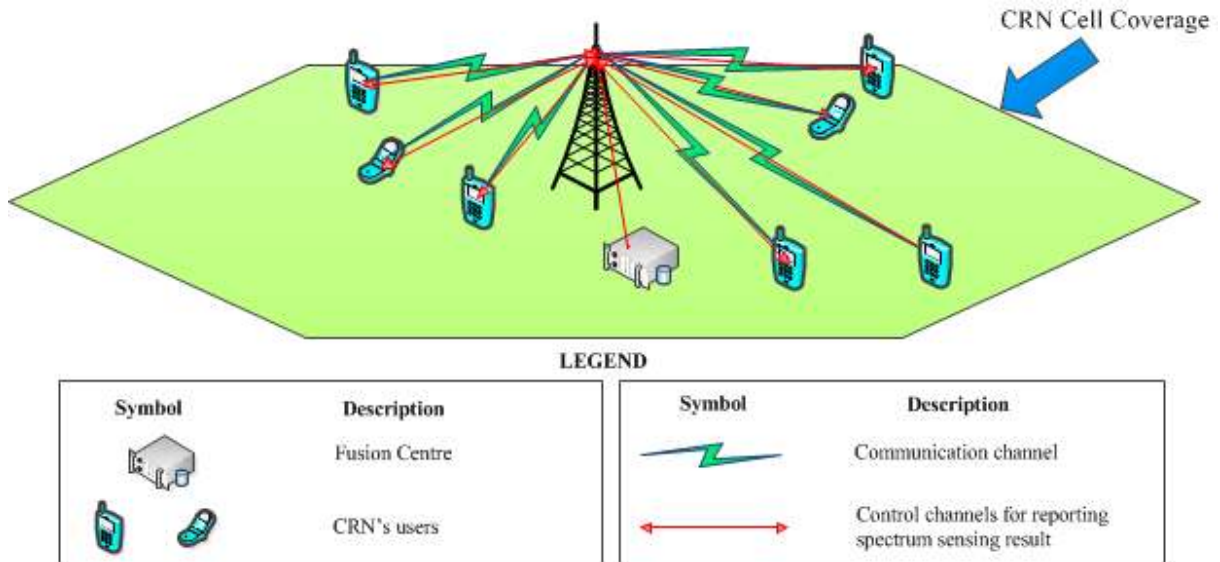 CRN Cell Coverage
LEGEND
Symbol Description
Fusion Centre
CRN's users
Symbol Description
Communication channel
Control channels for reporting
spectrum sensing result